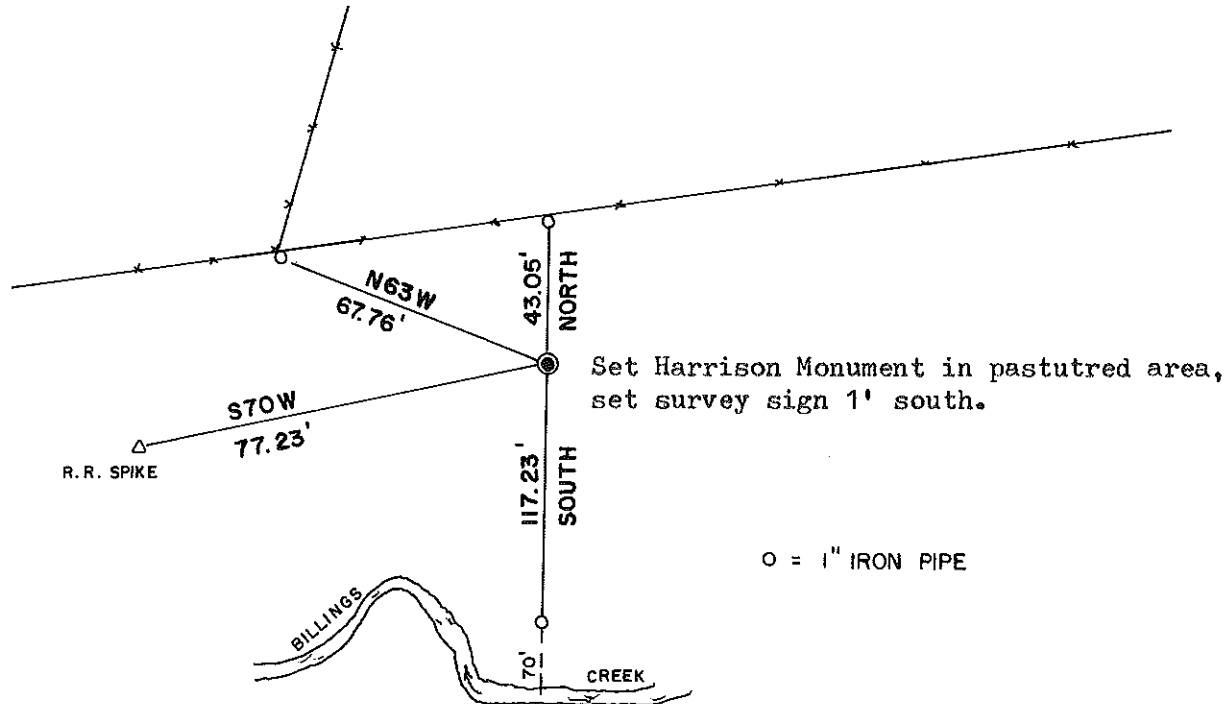 N63W
67.76'
43.05'
NORTH
Set Harrison Monument in pastutred area,
set survey sign 1' south.
S70W
77.23'
R.R. SPIKE
117.23'
SOUTH
O = 1" IRON PIPE
BILLINGS
70'
CREEK